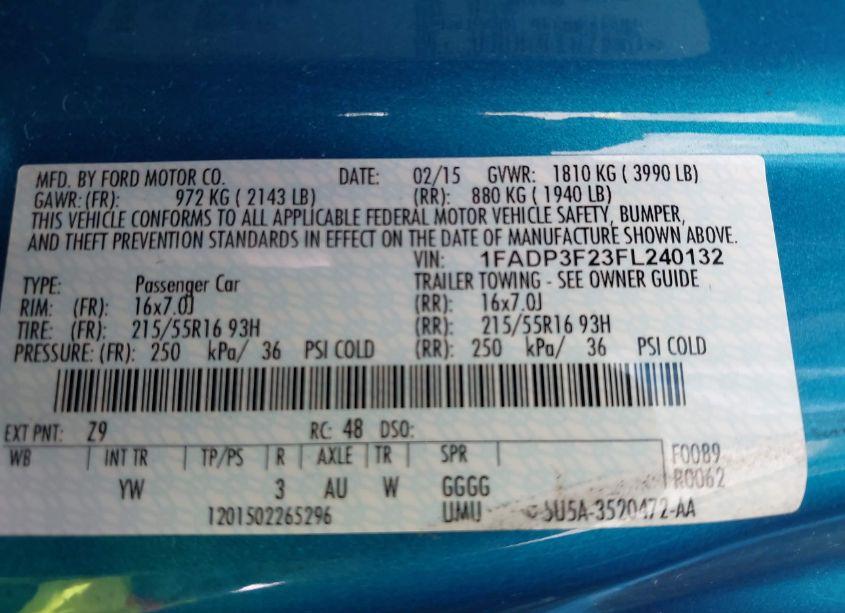 MFD. BY FORD MOTOR CO. DATE: 02/15 GVWR: 1810 KG ( 3990 LB)
GAWR:(FR): 972 KG ( 2143 LB) (RR): 880 KG ( 1940 LB)
THIS VEHICLE CONFORMS TO ALL APPLICABLE FEDERAL MOTOR VEHICLE SAFETY, BUMPER,
AND THEFT PREVENTION STANDARDS IN EFFECT ON THE DATE OF MANUFACTURE SHOWN ABOVE.
VIN: 1FADP3F23FL240132
TYPE: Passenger Car TRAILER TOWING - SEE OWNER GUIDE
RIM: (FR): 16x7.0J (RR): 16x7.0J
TIRE: (FR): 215/55R16 93H (RR): 215/55R16 93H
PRESSURE: (FR): 250 kPa/ 36 PSI COLD (RR): 250 kPa/ 36 PSI COLD
EXT PNT: Z9 RC: 48 DSO:
WB INT TR TP/PS R AXLE TR SPR F0089
YW 3 AU W GGGG R0062
1201502265296 UMU 5U5A-3520472-AA